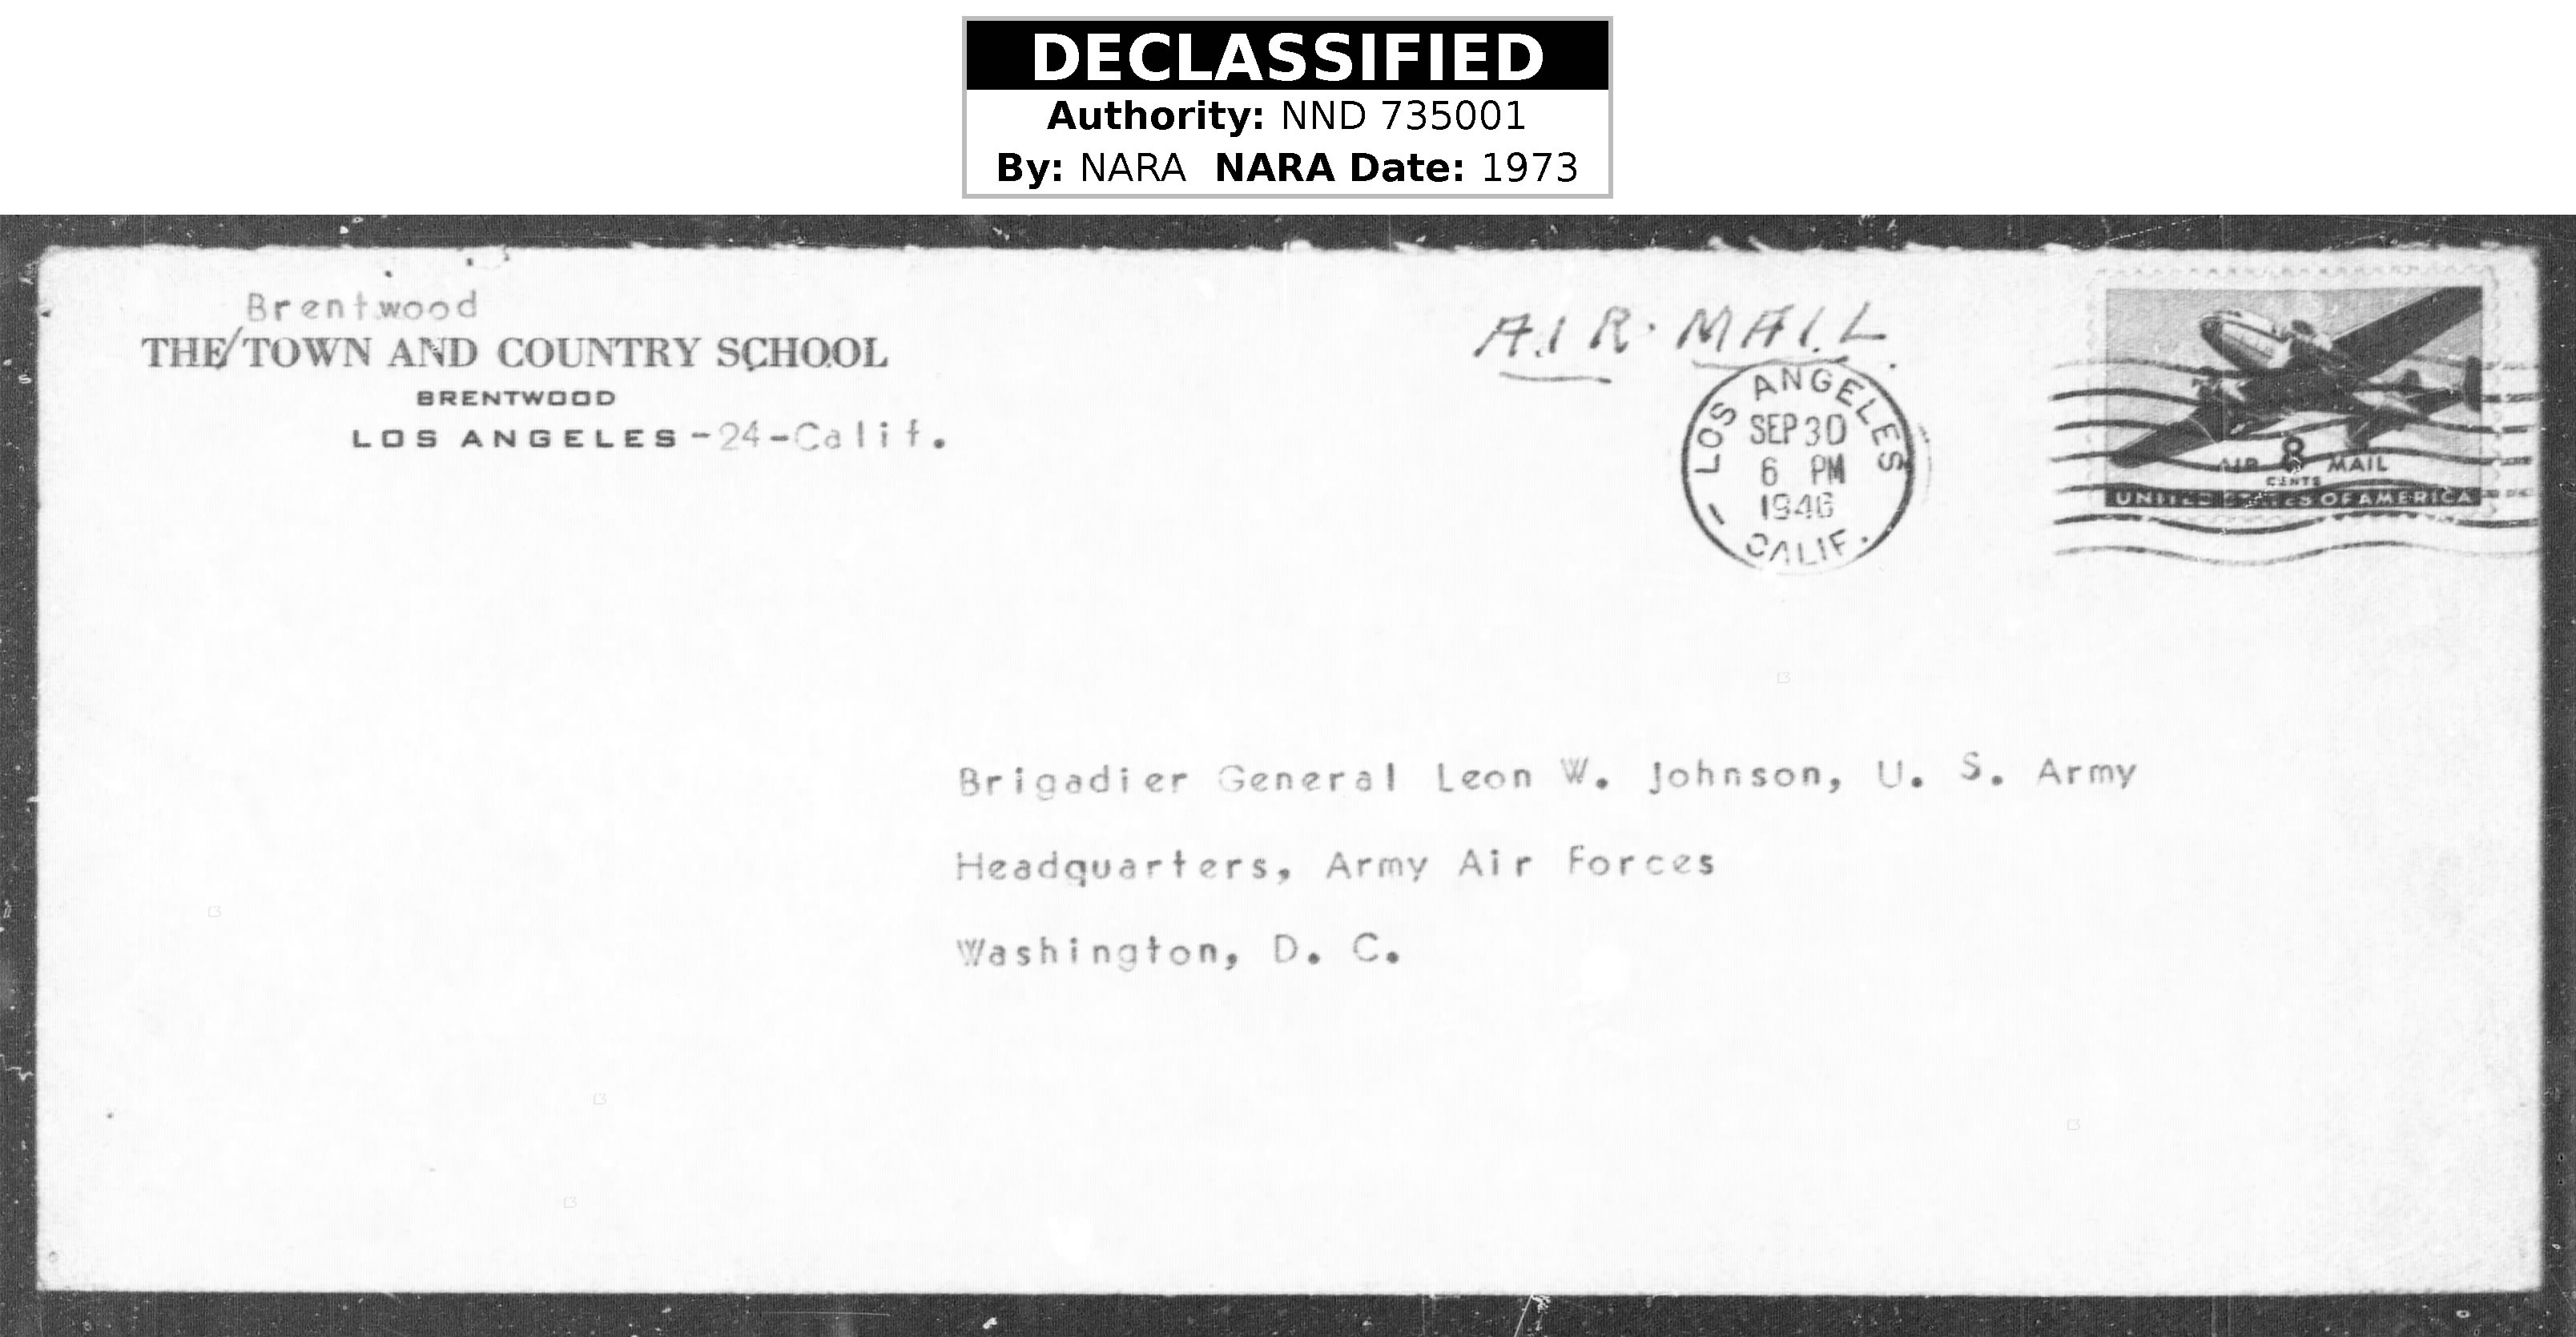 DECLASSIFIED
Authority: NND 735001
By: NARA NARA Date: 1973
Brentwood
THE/TOWN AND COUNTRY SCHOOL
BRENTWOOD
LOS ANGELES-24-Calif.
AIR MAIL
LOS ANGELES
SEP 30
6 PM
1946
CALIF.
AIR 8 MAIL
CENTS
UNITED STATES OF AMERICA
Brigadier General Leon W. Johnson, U. S. Army
Headquarters, Army Air Forces
Washington, D. C.